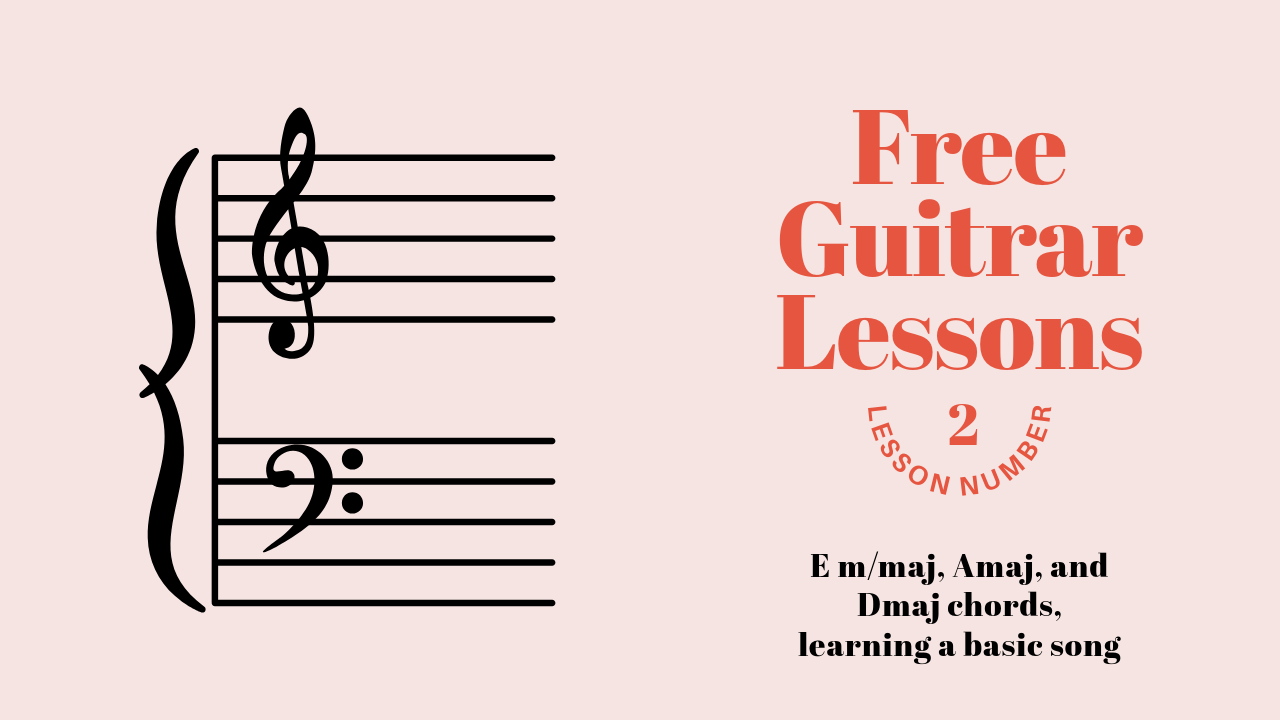 Free
Guitrar
Lessons
2
LESSON NUMBER
E m/maj, Amaj, and
Dmaj chords,
learning a basic song